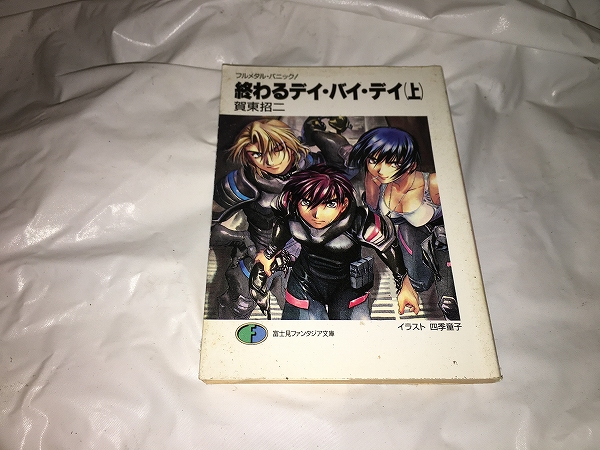 フルメタル・パニック!
終わるデイ・バイ・デイ(上)
賀東招二
イラスト 四季童子
F 富士見ファンタジア文庫